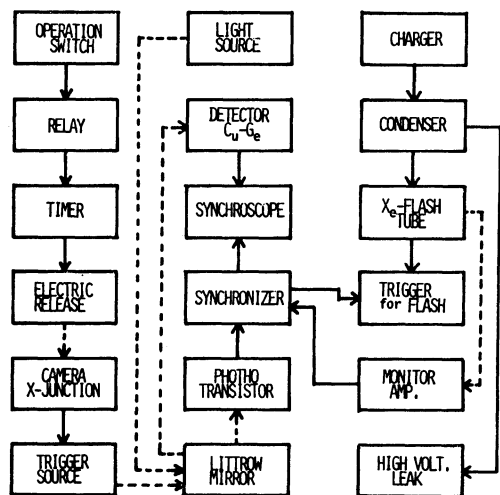 OPERATION
SWITCH
RELAY
TIMER
ELECTRIC
RELEASE
CAMERA
X-JUNCTION
TRIGGER
SOURCE
LIGHT
SOURCE
DETECTOR
Cu-Ge
SYNCHROSCOPE
SYNCHRONIZER
PHOTHO
TRANSISTOR
LITTROW
MIRROR
CHARGER
CONDENSER
Xe-FLASH
TUBE
TRIGGER
for FLASH
MONITOR
AMP.
HIGH VOLT.
LEAK